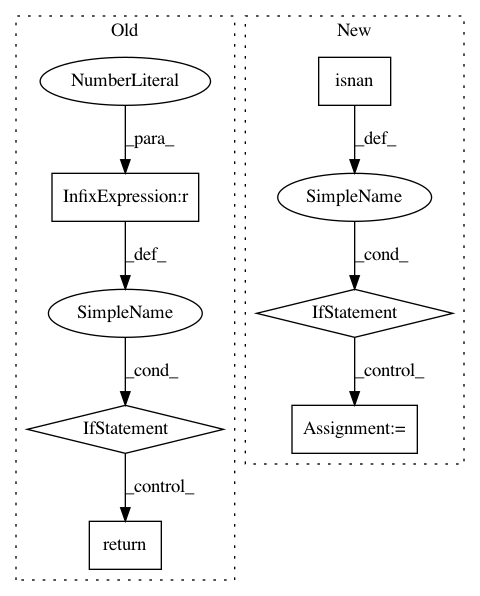 Old
NumberLiteral
_para_
InfixExpression:r
_def_
SimpleName
_cond_
IfStatement
_control_
return
New
isnan
_def_
SimpleName
_cond_
IfStatement
_control_
Assignment:=